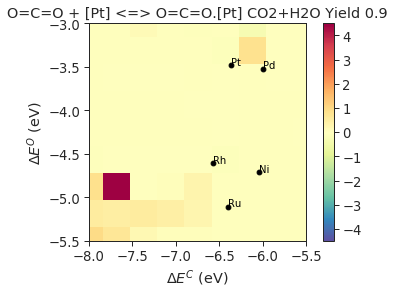 O=C=O + [Pt] <=> O=C=O.[Pt] CO2+H2O Yield 0.9
−3.0
−3.5
−4.0
−4.5
−5.0
−5.5
ΔE^O (eV)
Pt
Pd
Rh
Ni
Ru
−8.0 −7.5 −7.0 −6.5 −6.0 −5.5
ΔE^C (eV)
4
3
2
1
0
−1
−2
−3
−4